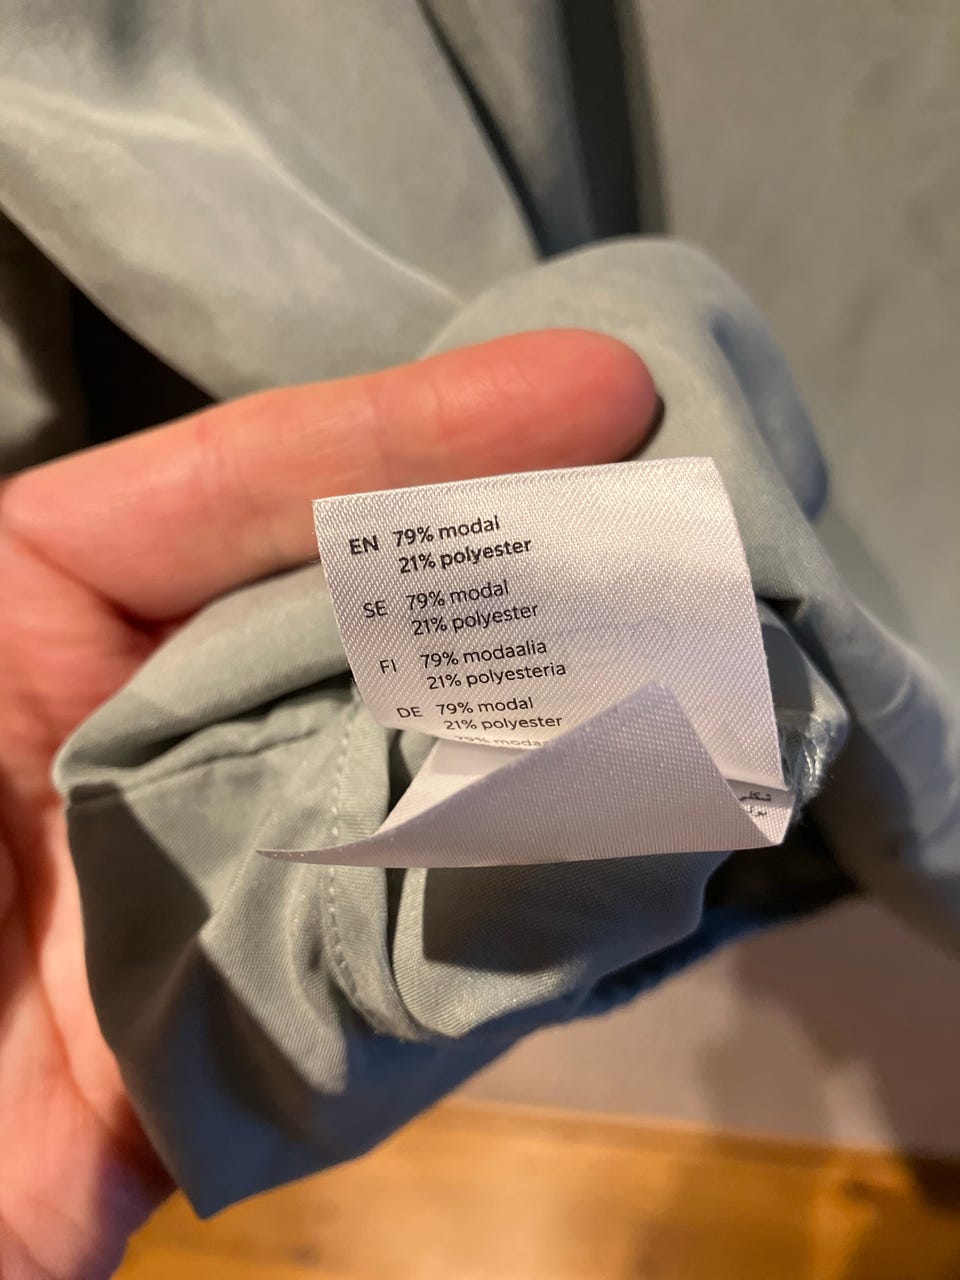 EN 79% modal
21% polyester
SE 79% modal
21% polyester
FI 79% modaalia
21% polyesteria
DE 79% modal
21% polyester
79%